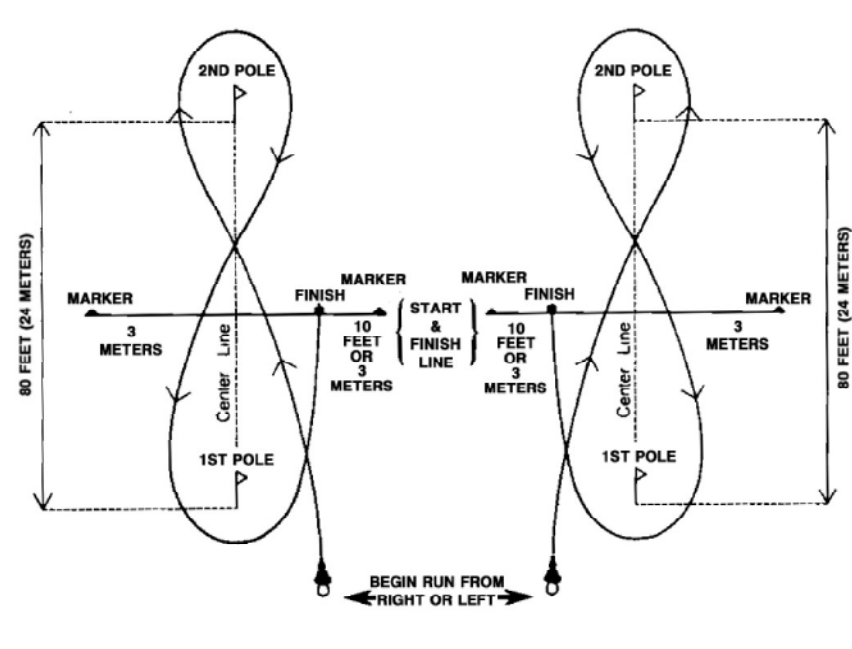 2ND POLE
80 FEET (24 METERS)
MARKER
3
METERS
Center Line
FINISH
MARKER
10
FEET
OR
3
METERS
1ST POLE
START
&
FINISH
LINE
2ND POLE
MARKER
FINISH
10
FEET
OR
3
METERS
Center Line
MARKER
3
METERS
1ST POLE
80 FEET (24 METERS)
BEGIN RUN FROM
RIGHT OR LEFT